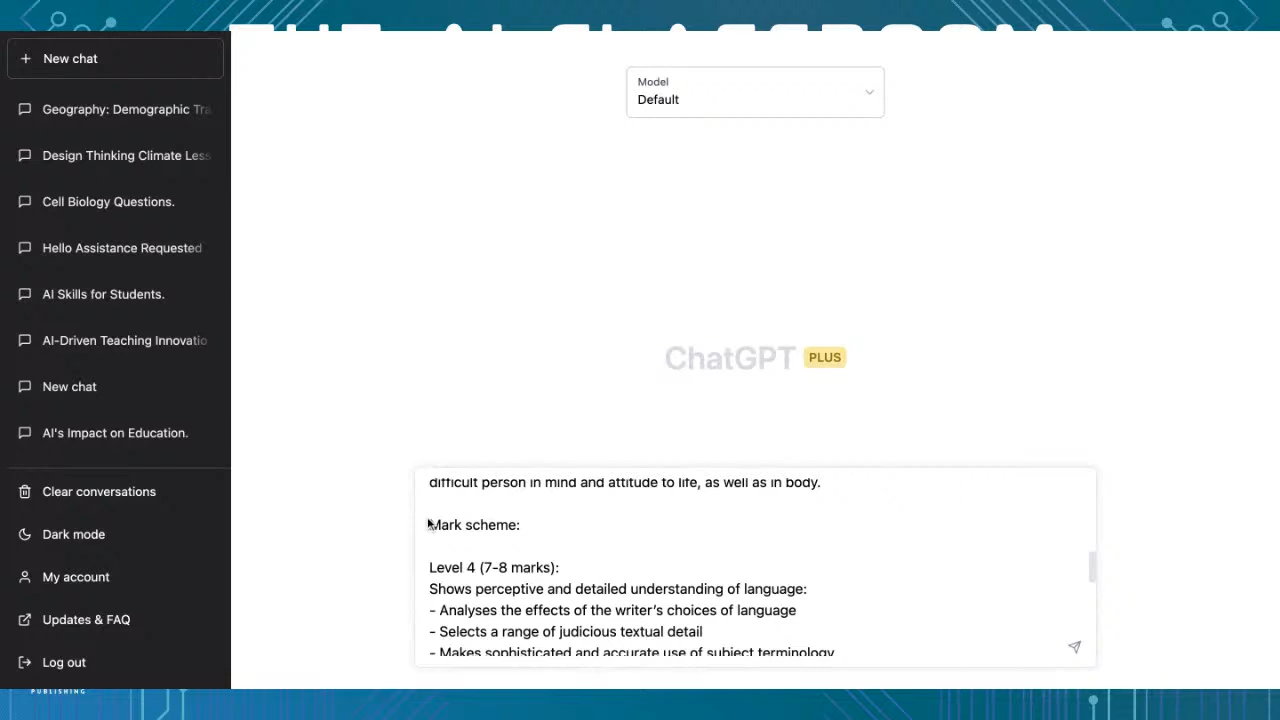 New chat
Geography: Demographic Tra
Design Thinking Climate Less
Cell Biology Questions.
Hello Assistance Requested
AI Skills for Students.
AI-Driven Teaching Innovatio
New chat
AI's Impact on Education.
Clear conversations
Dark mode
My account
Updates & FAQ
Log out
PUBLISHING
Model
Default
ChatGPT PLUS
difficult person in mind and attitude to life, as well as in body.
Mark scheme:
Level 4 (7-8 marks):
Shows perceptive and detailed understanding of language:
- Analyses the effects of the writer's choices of language
- Selects a range of judicious textual detail
- Makes sophisticated and accurate use of subject terminology